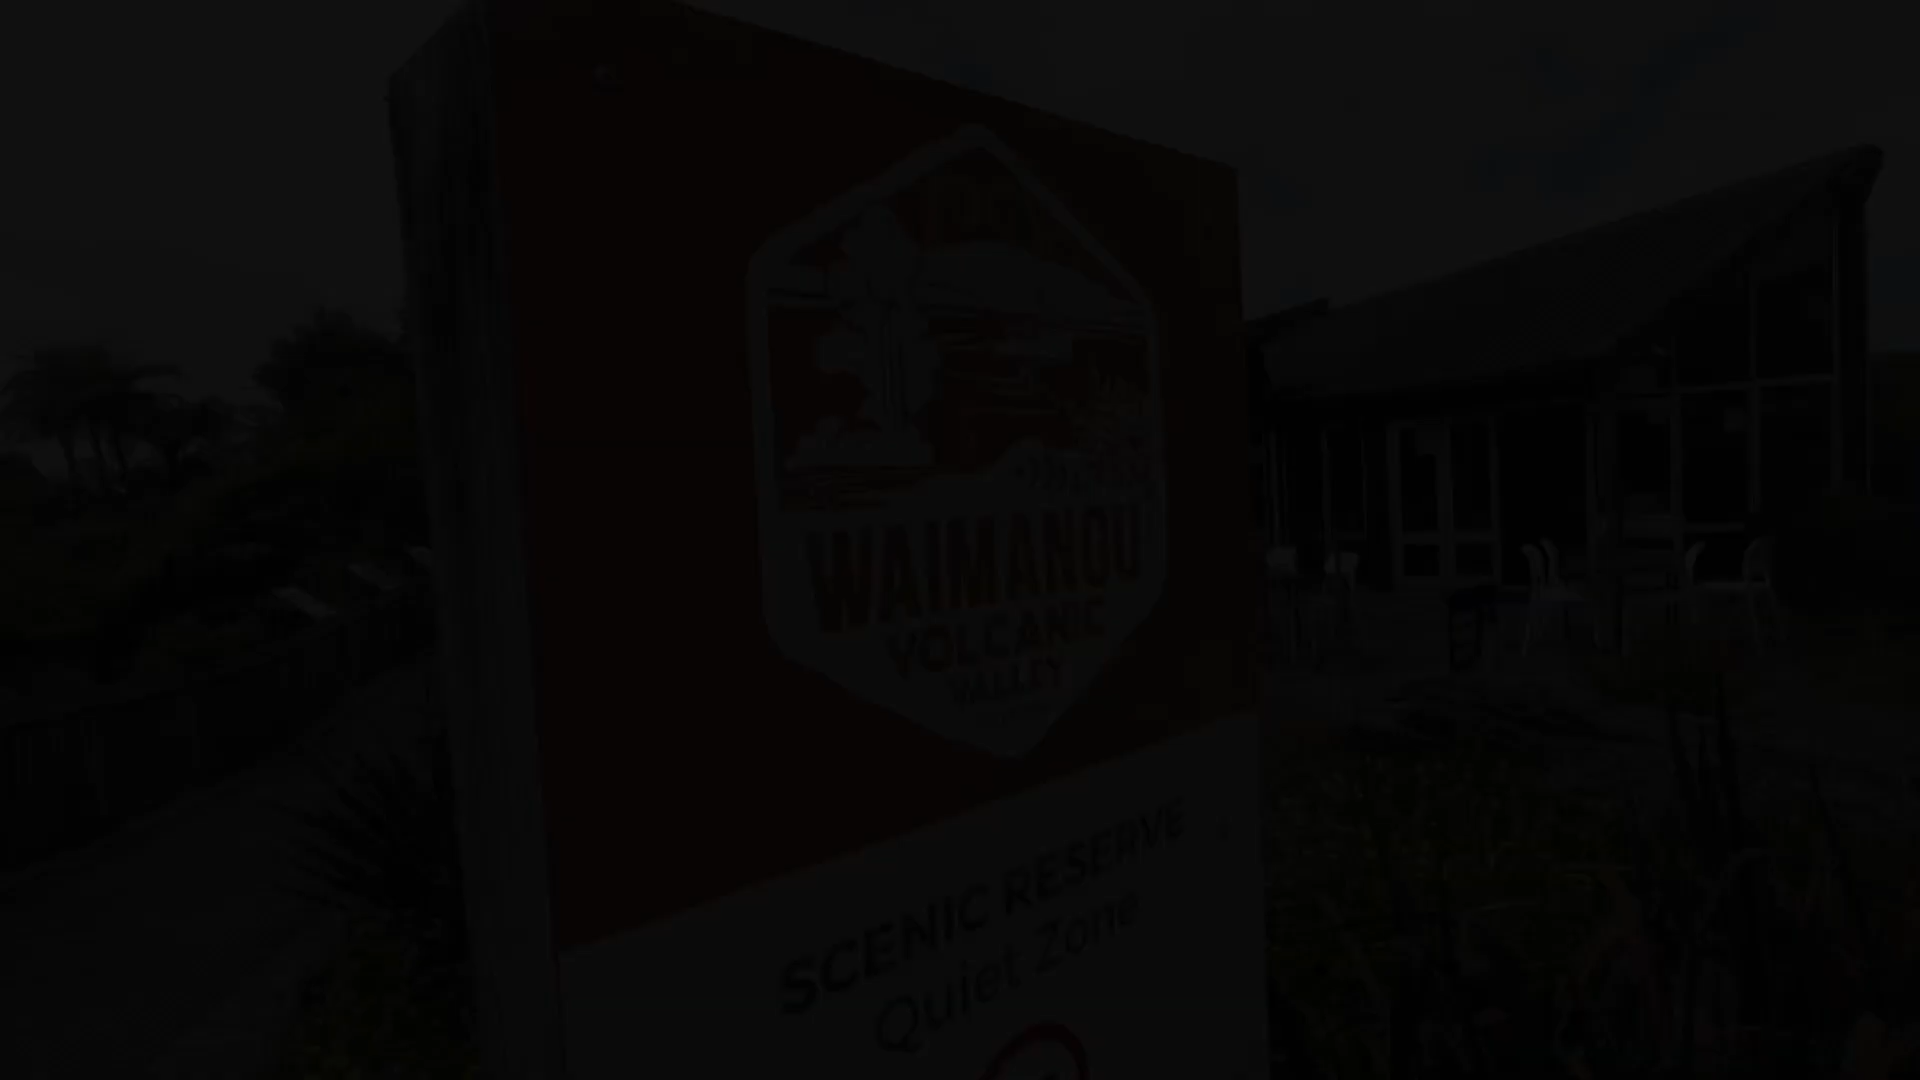 WAIMANGU
VOLCANIC
VALLEY
SCENIC RESERVE
Quiet Zone